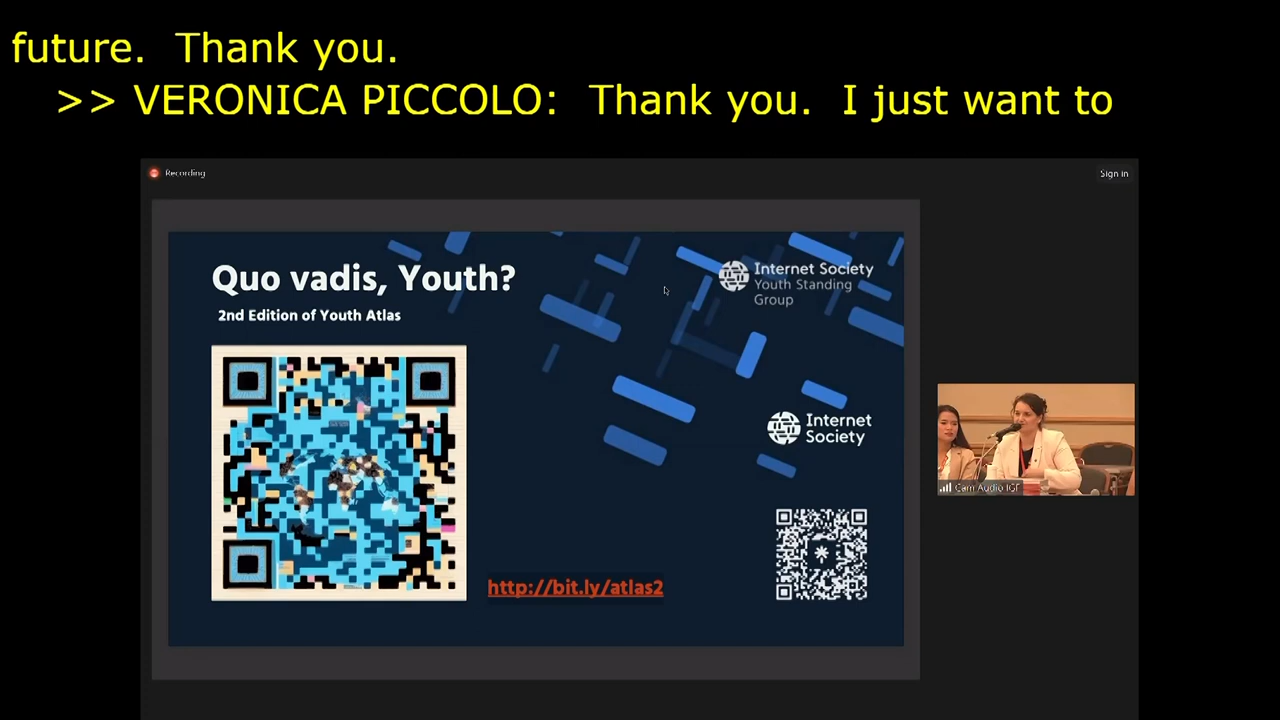 future.  Thank you.
>> VERONICA PICCOLO:  Thank you.  I just want to
Recording
Sign in
Quo vadis, Youth?
2nd Edition of Youth Atlas
Internet Society
Youth Standing
Group
Internet
Society
http://bit.ly/atlas2
Cam Audio IGF